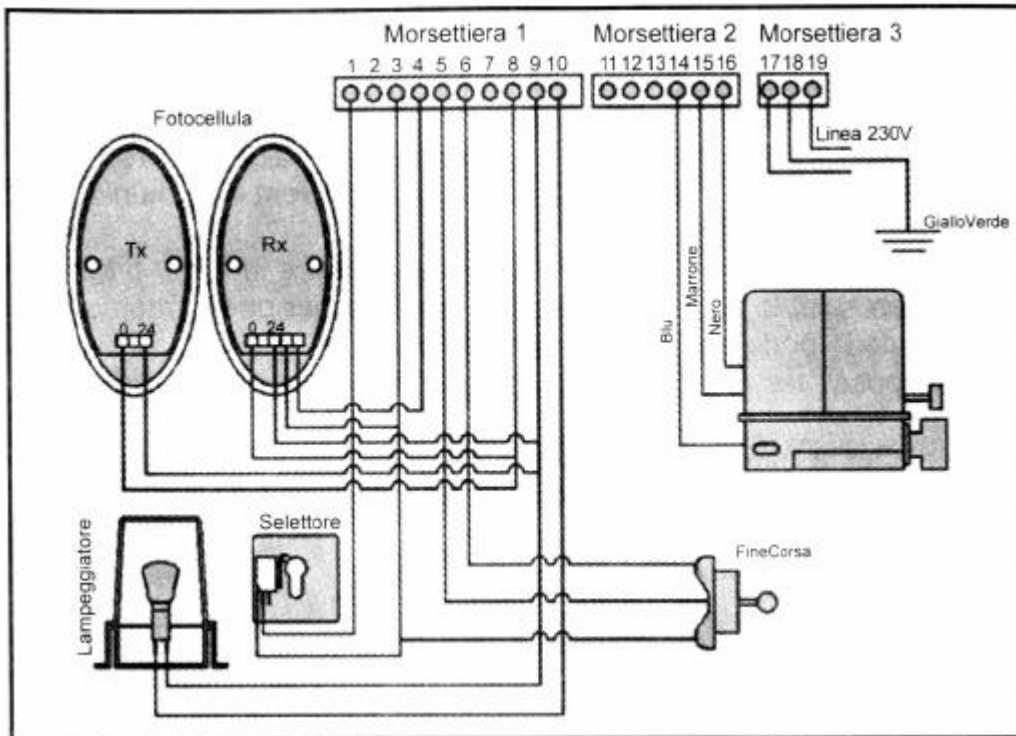 Morsettiera 1
Morsettiera 2
Morsettiera 3
1 2 3 4 5 6 7 8 9 10
11 12 13 14 15 16
17 18 19
Fotocellula
Linea 230V
GialloVerde
Tx
Rx
Blu
Marrone
Nero
0 24
0 24
Lampeggiatore
Selettore
FineCorsa